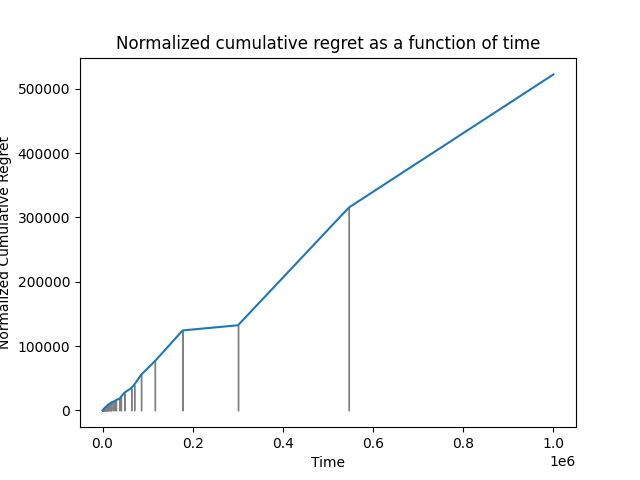 Normalized cumulative regret as a function of time
Normalized Cumulative Regret
500000
400000
300000
200000
100000
0
0.0 0.2 0.4 0.6 0.8 1.0
1e6
Time